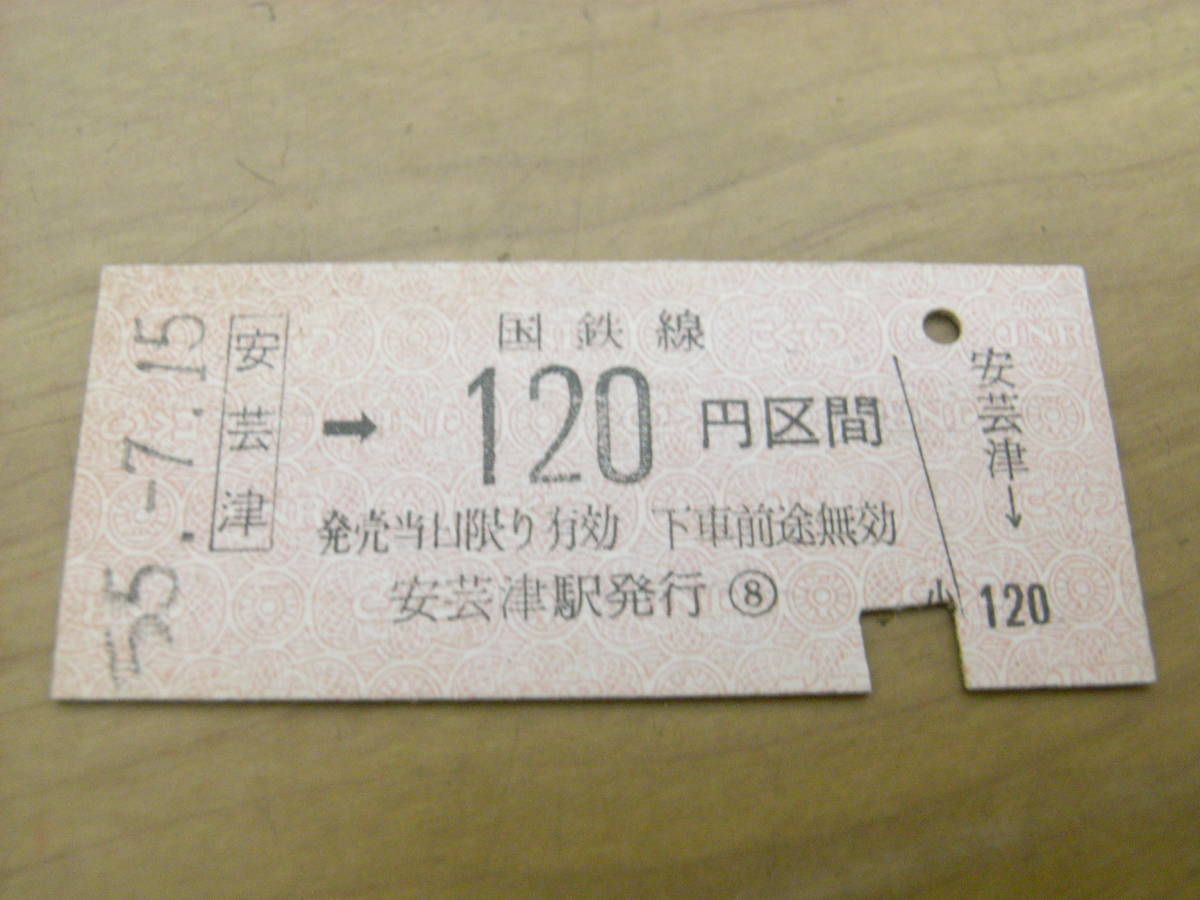 55.-7.15
安芸津
国鉄線
→ 120 円区間
発売当日限り有効 下車前途無効
安芸津駅発行 ⑧
安芸津→
小
120